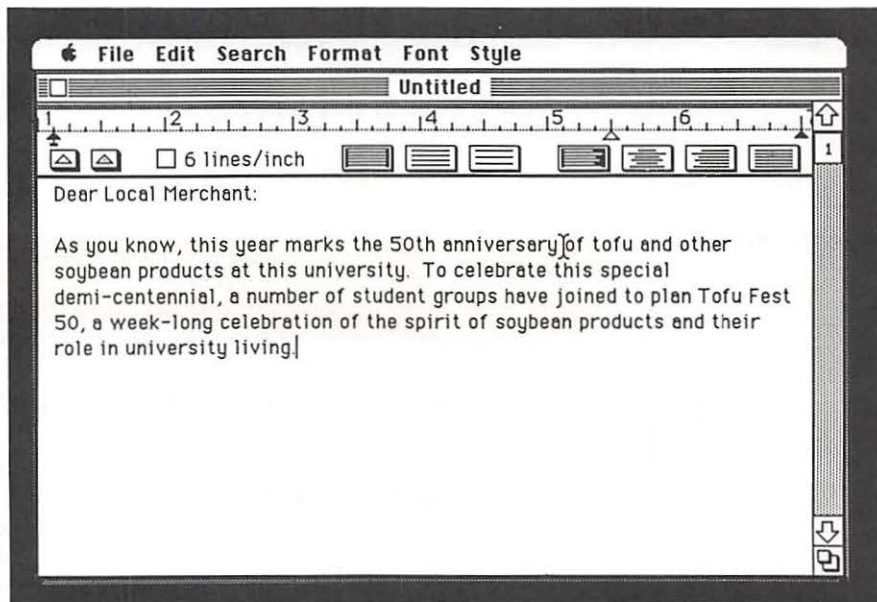 File Edit Search Format Font Style
Untitled
1 2 3 4 5 6
6 lines/inch
1
Dear Local Merchant:
As you know, this year marks the 50th anniversary of tofu and other
soybean products at this university. To celebrate this special
demi-centennial, a number of student groups have joined to plan Tofu Fest
50, a week-long celebration of the spirit of soybean products and their
role in university living.